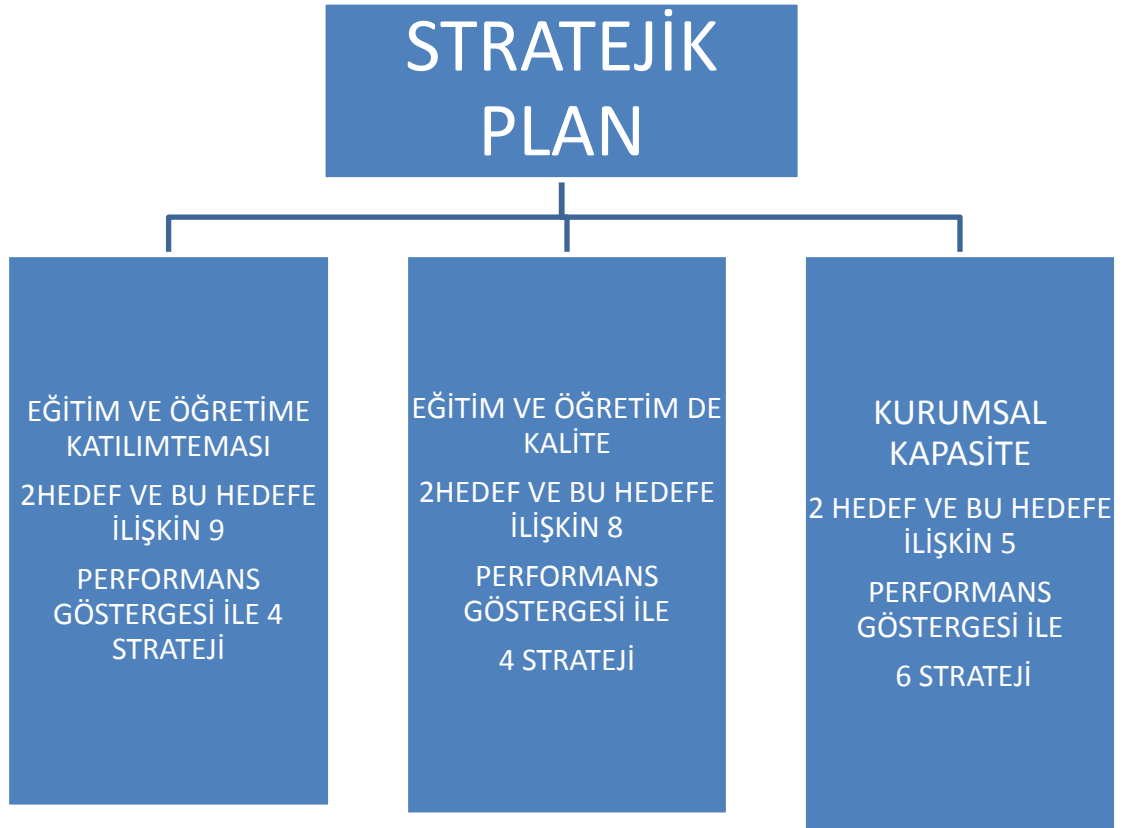 STRATEJİK
PLAN
EĞİTİM VE ÖĞRETİME
KATILIMTEMASI
2HEDEF VE BU HEDEFE
İLİŞKİN 9
PERFORMANS
GÖSTERGESİ İLE 4
STRATEJİ
EĞİTİM VE ÖĞRETİM DE
KALİTE
2HEDEF VE BU HEDEFE
İLİŞKİN 8
PERFORMANS
GÖSTERGESİ İLE
4 STRATEJİ
KURUMSAL
KAPASİTE
2 HEDEF VE BU HEDEFE
İLİŞKİN 5
PERFORMANS
GÖSTERGESİ İLE
6 STRATEJİ